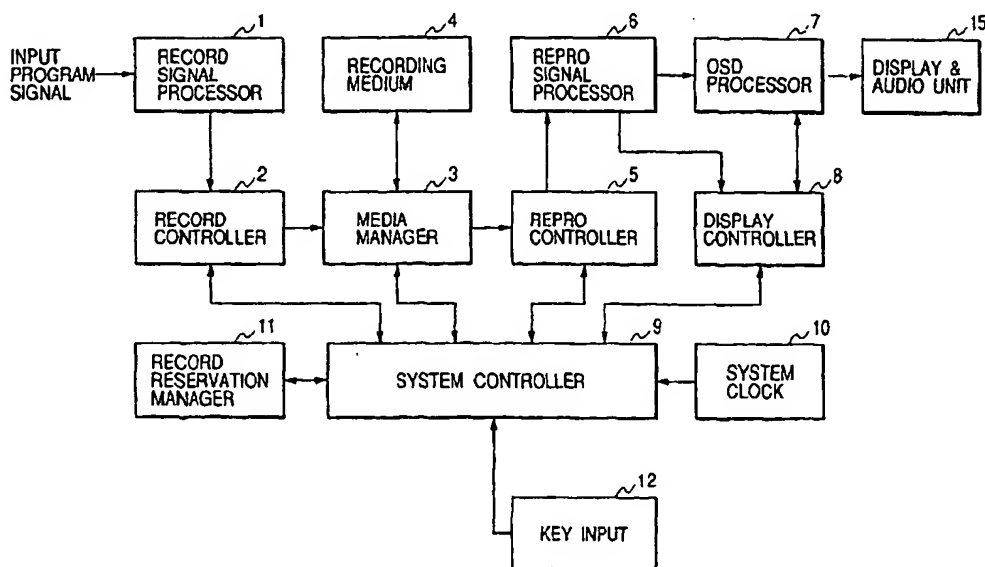 1
4
6
7
15
INPUT
PROGRAM
SIGNAL
RECORD
SIGNAL
PROCESSOR
RECORDING
MEDIUM
REPRO
SIGNAL
PROCESSOR
OSD
PROCESSOR
DISPLAY &
AUDIO UNIT
2
3
5
8
RECORD
CONTROLLER
MEDIA
MANAGER
REPRO
CONTROLLER
DISPLAY
CONTROLLER
11
9
10
RECORD
RESERVATION
MANAGER
SYSTEM CONTROLLER
SYSTEM
CLOCK
12
KEY INPUT